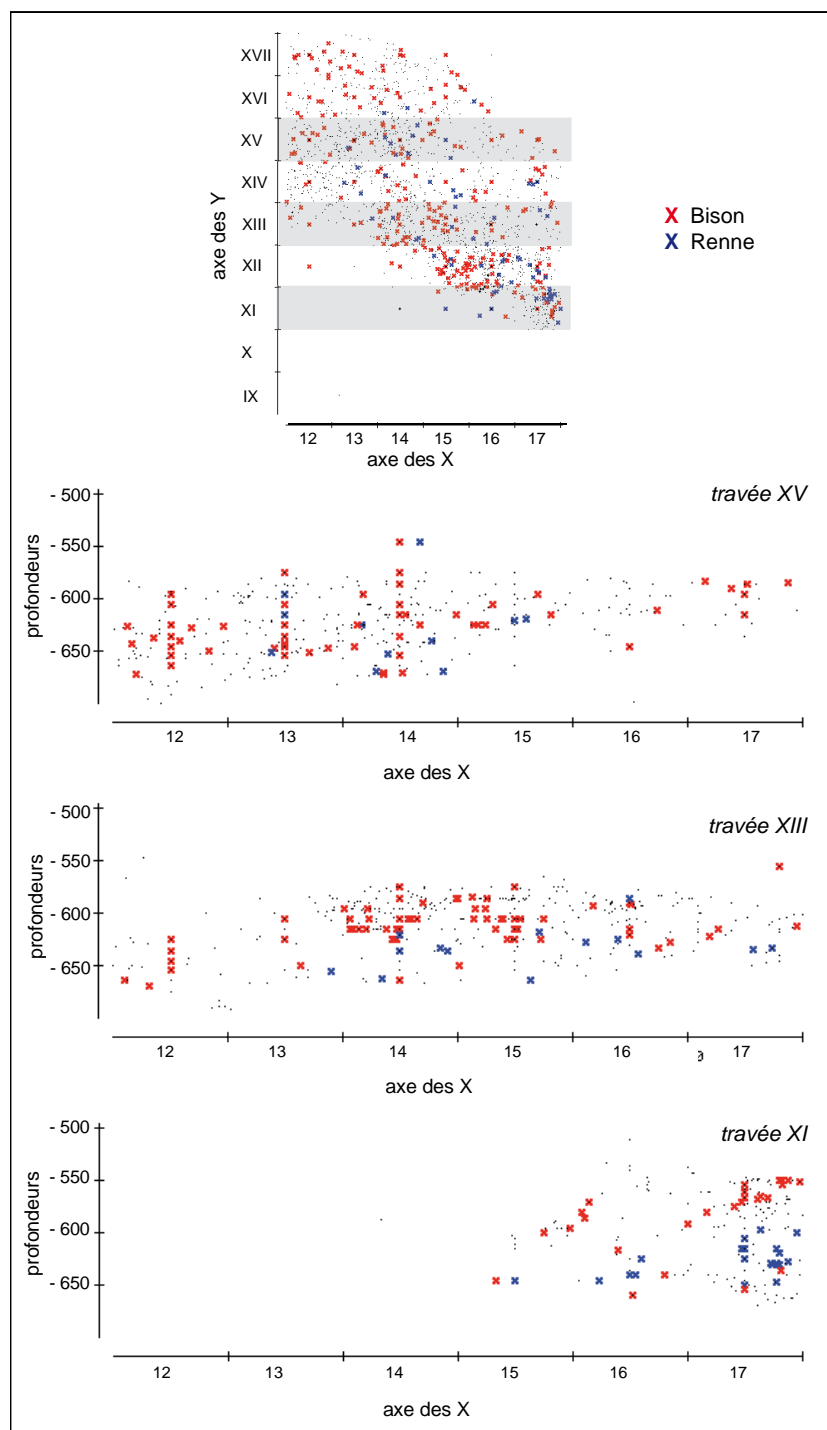 XVII
XVI
XV
XIV
XIII
XII
XI
X
IX
axe des Y
12 13 14 15 16 17
axe des X
X Bison
X Renne
travée XV
- 500
- 550
- 600
- 650
profondeurs
12 13 14 15 16 17
axe des X
travée XIII
- 500
- 550
- 600
- 650
profondeurs
12 13 14 15 16 17
axe des X
travée XI
- 500
- 550
- 600
- 650
profondeurs
12 13 14 15 16 17
axe des X